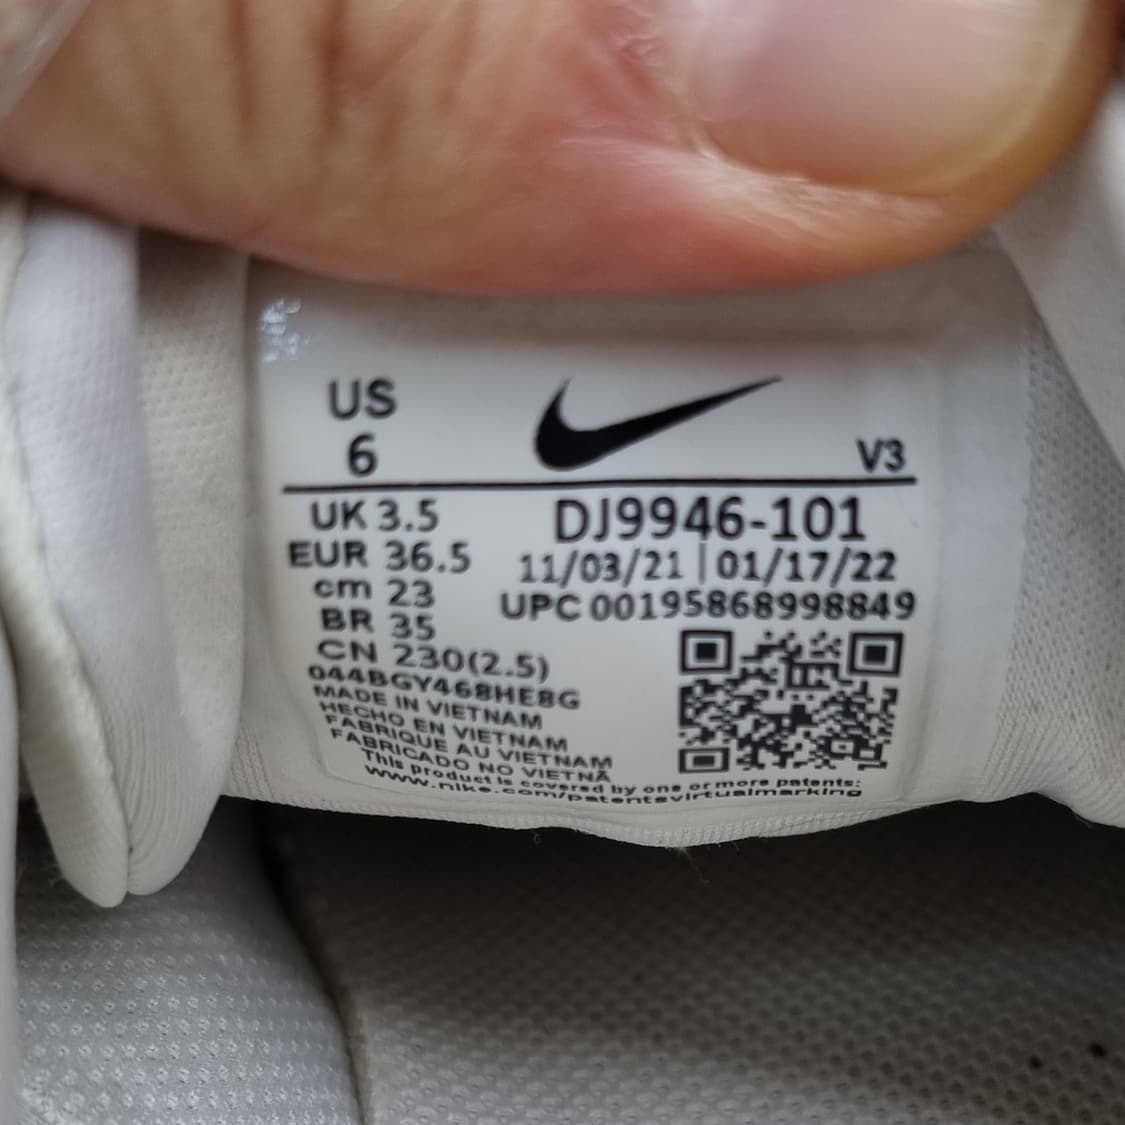 US
6
V3
UK 3.5
EUR 36.5
cm 23
BR 35
CN 230(2.5)
044BGY468HE8G
MADE IN VIETNAM
HECHO EN VIETNAM
FABRIQUE AU VIETNAM
FABRICADO NO VIETNÃ
DJ9946-101
11/03/21 | 01/17/22
UPC 00195868998849
This product is covered by one or more patents:
www.nike.com/patentsvirtualmarking